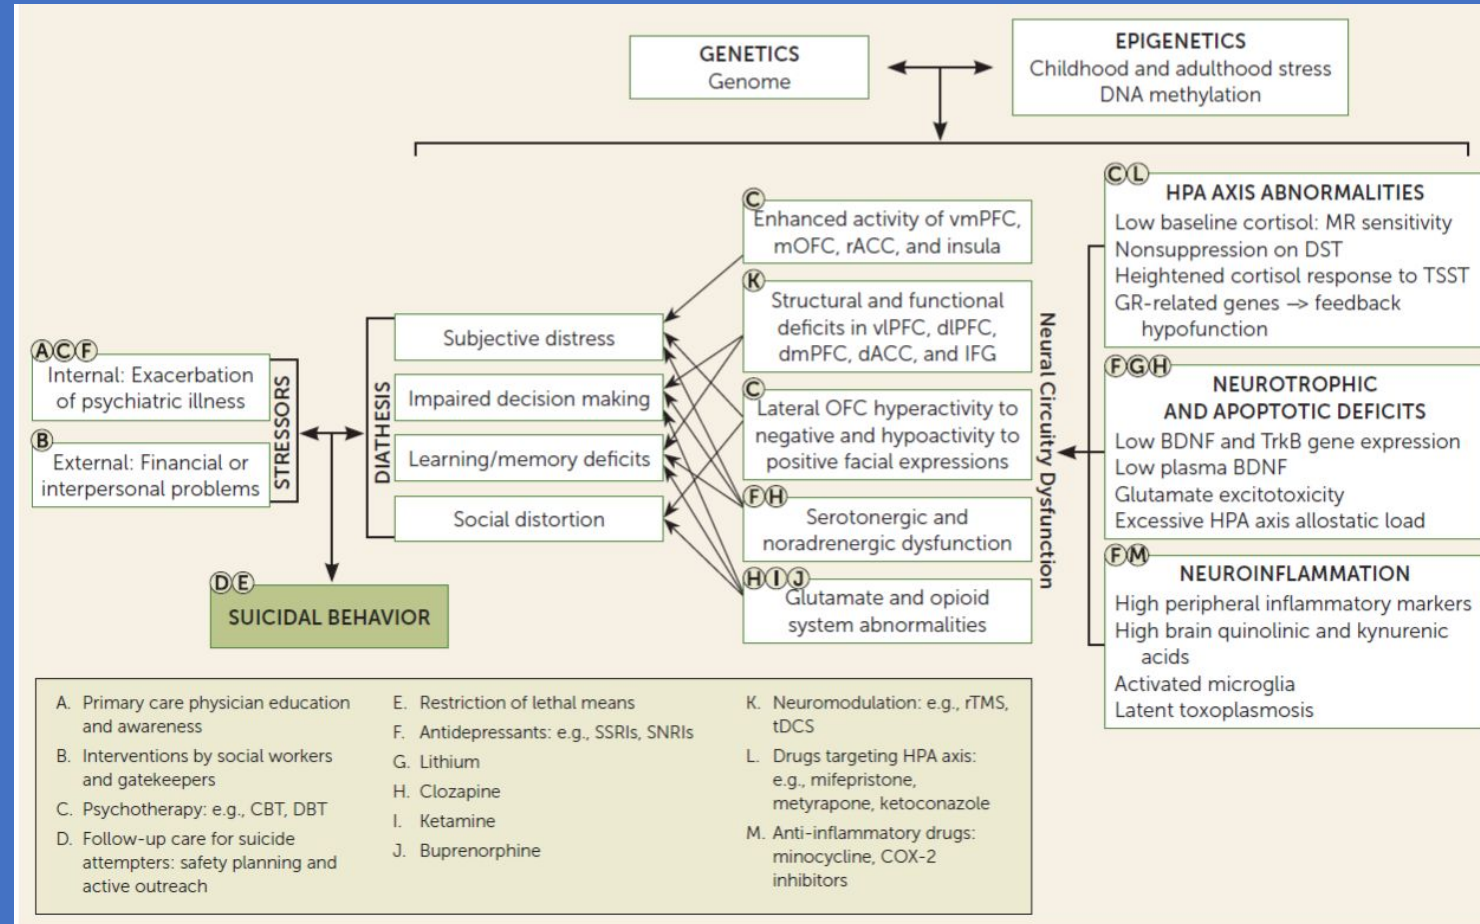 GENETICS
Genome
EPIGENETICS
Childhood and adulthood stress
DNA methylation
A C F
Internal: Exacerbation
of psychiatric illness
B
External: Financial or
interpersonal problems
STRESSORS
DIATHESIS
Subjective distress
Impaired decision making
Learning/memory deficits
Social distortion
D E
SUICIDAL BEHAVIOR
C
Enhanced activity of vmPFC,
mOFC, rACC, and insula
K
Structural and functional
deficits in vlPFC, dlPFC,
dmPFC, dACC, and IFG
C
Lateral OFC hyperactivity to
negative and hypoactivity to
positive facial expressions
F H
Serotonergic and
noradrenergic dysfunction
H I J
Glutamate and opioid
system abnormalities
Neural Circuitry Dysfunction
C L
HPA AXIS ABNORMALITIES
Low baseline cortisol: MR sensitivity
Nonsuppression on DST
Heightened cortisol response to TSST
GR-related genes –> feedback
hypofunction
F G H
NEUROTROPHIC
AND APOPTOTIC DEFICITS
Low BDNF and TrkB gene expression
Low plasma BDNF
Glutamate excitotoxicity
Excessive HPA axis allostatic load
F M
NEUROINFLAMMATION
High peripheral inflammatory markers
High brain quinolinic and kynurenic
acids
Activated microglia
Latent toxoplasmosis
A. Primary care physician education
and awareness
B. Interventions by social workers
and gatekeepers
C. Psychotherapy: e.g., CBT, DBT
D. Follow-up care for suicide
attempters: safety planning and
active outreach
E. Restriction of lethal means
F. Antidepressants: e.g., SSRIs, SNRIs
G. Lithium
H. Clozapine
I. Ketamine
J. Buprenorphine
K. Neuromodulation: e.g., rTMS,
tDCS
L. Drugs targeting HPA axis:
e.g., mifepristone,
metyrapone, ketoconazole
M. Anti-inflammatory drugs:
minocycline, COX-2
inhibitors